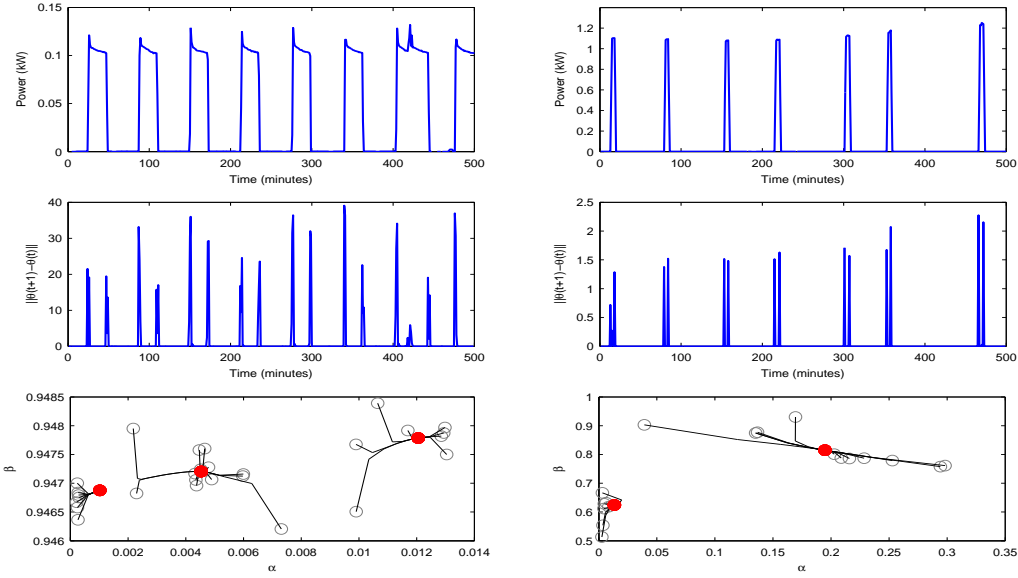 0.15
0.1
0.05
0
Power (kW)
0 100 200 300 400 500
Time (minutes)
1.2
1
0.8
0.6
0.4
0.2
0
Power (kW)
0 100 200 300 400 500
Time (minutes)
40
30
20
10
0
||θ(t+1)−θ(t)||
0 100 200 300 400 500
Time (minutes)
2.5
2
1.5
1
0.5
0
||θ(t+1)−θ(t)||
0 100 200 300 400 500
Time (minutes)
0.9485
0.948
0.9475
0.947
0.9465
0.946
β
0 0.002 0.004 0.006 0.008 0.01 0.012 0.014
α
1
0.9
0.8
0.7
0.6
0.5
β
0 0.05 0.1 0.15 0.2 0.25 0.3 0.35
α